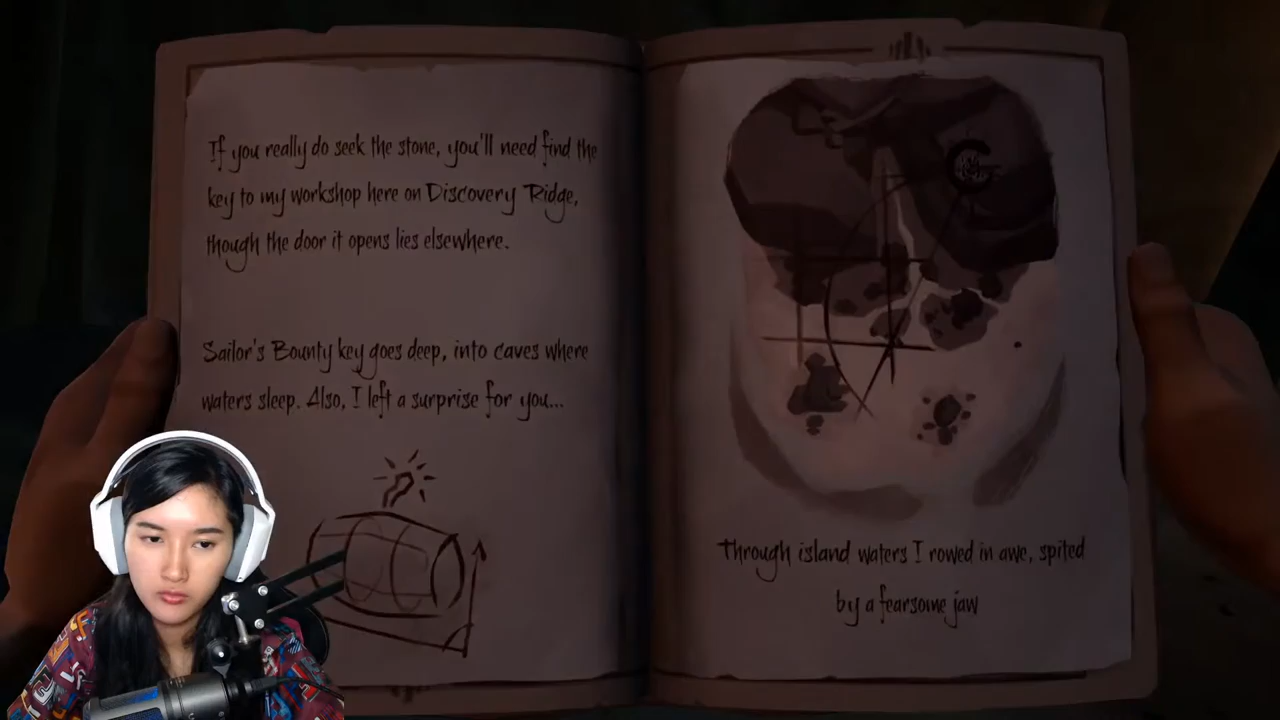 If you really do seek the stone, you'll need find the
key to my workshop here on Discovery Ridge,
though the door it opens lies elsewhere.
Sailor's Bounty key goes deep, into caves where
waters sleep. Also, I left a surprise for you...
Through island waters I rowed in awe, spited
by a fearsome jaw